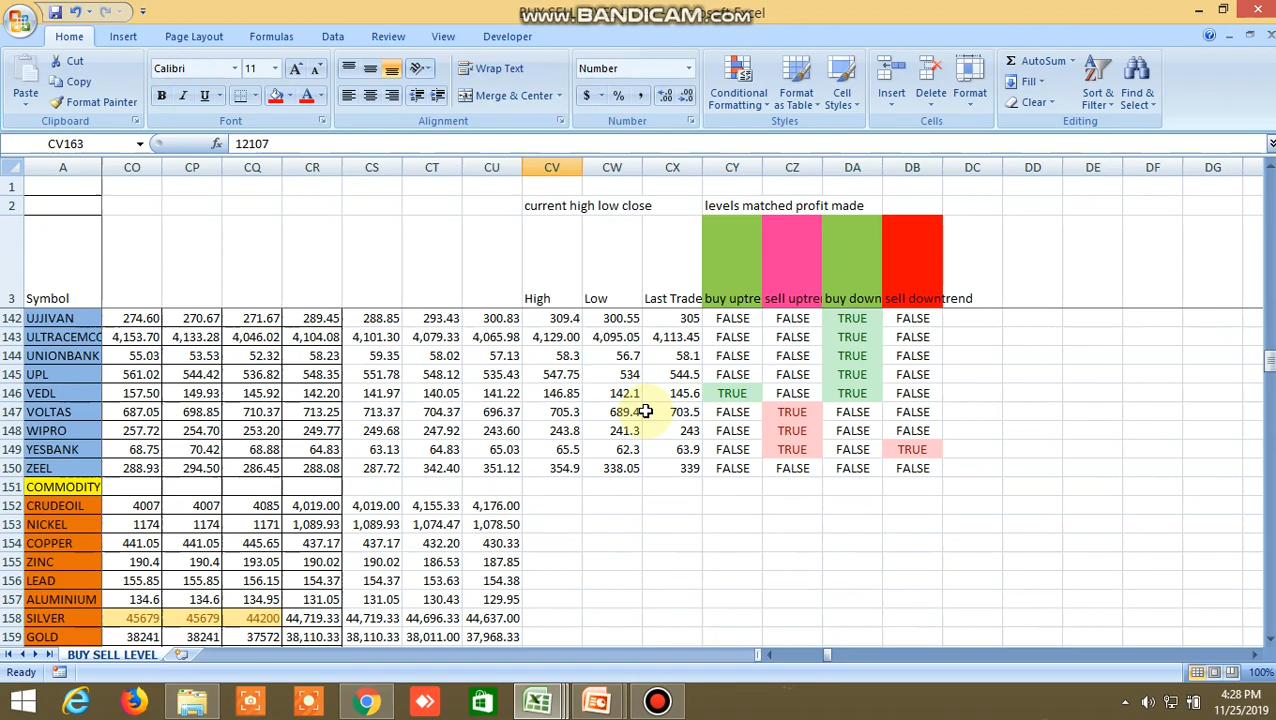 BUY SELL LEVEL
www.BANDICAM.com
Home Insert Page Layout Formulas Data Review View Developer
Cut
Copy
Format Painter
Paste
Clipboard
Calibri 11
B I U
Font
Wrap Text
Merge & Center
Alignment
Number
$ % ,
Number
Conditional Formatting
Format as Table
Cell Styles
Styles
Insert Delete Format
Cells
AutoSum
Fill
Clear
Sort & Filter
Find & Select
Editing
CV163 fx 12107
A CO CP CQ CR CS CT CU CV CW CX CY CZ DA DB DC DD DE DF DG
1
2 current high low close levels matched profit made
3 Symbol High Low Last Trade buy uptre sell uptre buy down sell downtrend
142 UJJIVAN 274.60 270.67 271.67 289.45 288.85 293.43 300.83 309.4 300.55 305 FALSE FALSE TRUE FALSE
143 ULTRACEMCO 4,153.70 4,133.28 4,046.02 4,104.08 4,101.30 4,079.33 4,065.98 4,129.00 4,095.05 4,113.45 FALSE FALSE TRUE FALSE
144 UNIONBANK 55.03 53.53 52.32 58.23 59.35 58.02 57.13 58.3 56.7 58.1 FALSE FALSE TRUE FALSE
145 UPL 561.02 544.42 536.82 548.35 551.78 548.12 535.43 547.75 534 544.5 FALSE FALSE TRUE FALSE
146 VEDL 157.50 149.93 145.92 142.20 141.97 140.01 141.22 146.85 142.1 145.6 TRUE FALSE TRUE FALSE
147 VOLTAS 687.05 698.85 710.37 713.25 713.37 704.37 696.37 705.3 689.4 703.5 FALSE TRUE FALSE FALSE
148 WIPRO 257.72 254.70 253.20 250.77 249.68 247.92 243.60 243.8 241.3 243 FALSE TRUE FALSE FALSE
149 YESBANK 68.75 70.42 68.88 64.83 64.83 63.13 65.03 65.5 62.3 63.9 FALSE TRUE FALSE TRUE
150 ZEEL 288.93 294.50 286.45 288.08 287.72 342.40 351.12 354.9 338.05 339 FALSE FALSE FALSE FALSE
151 COMMODITY
152 CRUDEOIL 4007 4007 4085 4,019.00 4,019.00 4,155.33 4,176.00
153 NICKEL 1174 1174 1171 1,089.93 1,089.93 1,074.47 1,078.50
154 COPPER 441.05 441.05 445.65 437.17 437.17 432.20 430.33
155 ZINC 190.4 190.4 193.05 190.02 190.02 186.53 187.85
156 LEAD 155.85 155.85 156.15 154.37 154.37 153.63 154.38
157 ALUMINIUM 134.6 134.6 134.95 131.05 131.05 130.43 129.95
158 SILVER 45679 45679 44200 44,719.33 44,719.33 44,696.33 44,637.00
159 GOLD 38241 38241 37572 38,110.33 38,110.33 38,011.00 37,968.33
BUY SELL LEVEL
Ready 100%
4:28 PM
11/25/2019